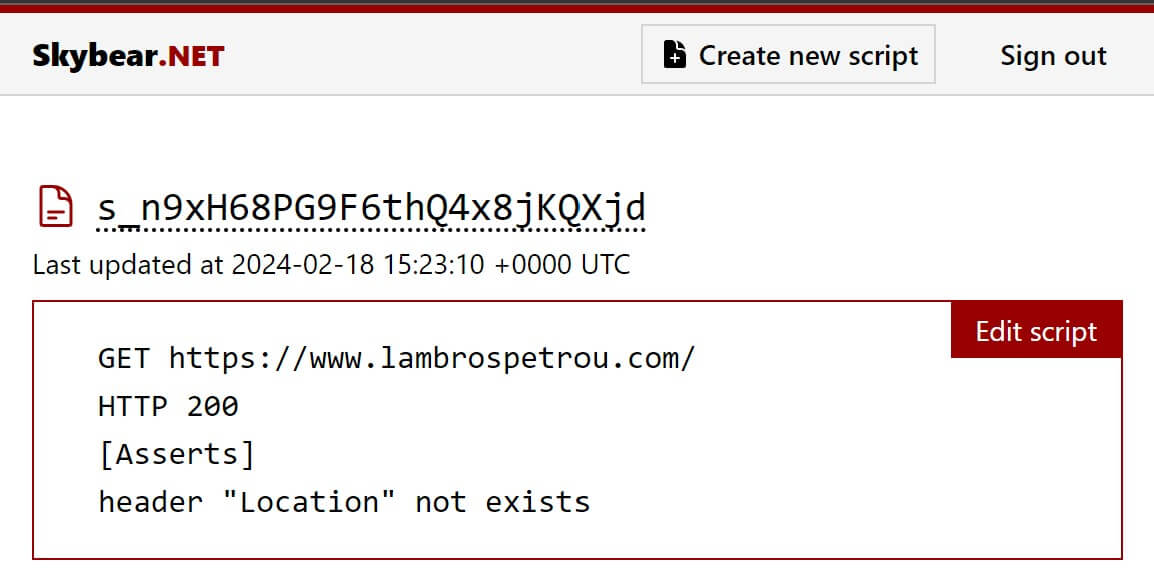 Skybear.NET
Create new script
Sign out
s_n9xH68PG9F6thQ4x8jKQXjd
Last updated at 2024-02-18 15:23:10 +0000 UTC
Edit script
GET https://www.lambrospetrou.com/
HTTP 200
[Asserts]
header "Location" not exists